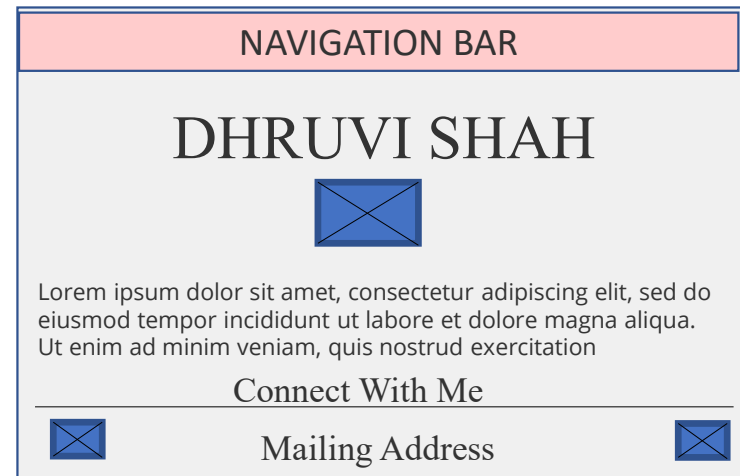 NAVIGATION BAR
DHRUVI SHAH
Lorem ipsum dolor sit amet, consectetur adipiscing elit, sed do
eiusmod tempor incididunt ut labore et dolore magna aliqua.
Ut enim ad minim veniam, quis nostrud exercitation
Connect With Me
Mailing Address